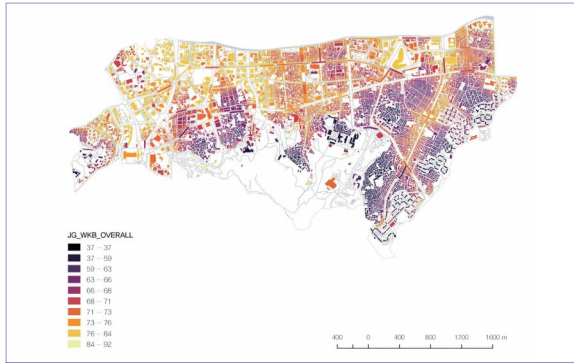 JG_WKB_OVERALL
37 – 37
37 – 59
59 – 63
63 – 66
66 – 68
68 – 71
71 – 73
73 – 76
76 – 84
84 – 92
400 0 400 800 1200 1600 m